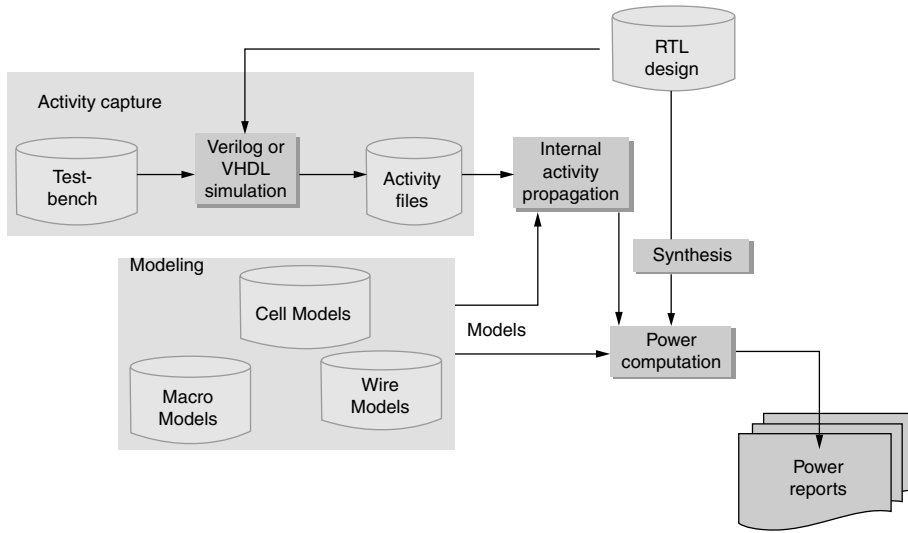 RTL
design
Activity capture
Test-
bench
Verilog or
VHDL
simulation
Activity
files
Internal
activity
propagation
Synthesis
Modeling
Cell Models
Macro
Models
Wire
Models
Models
Power
computation
Power
reports